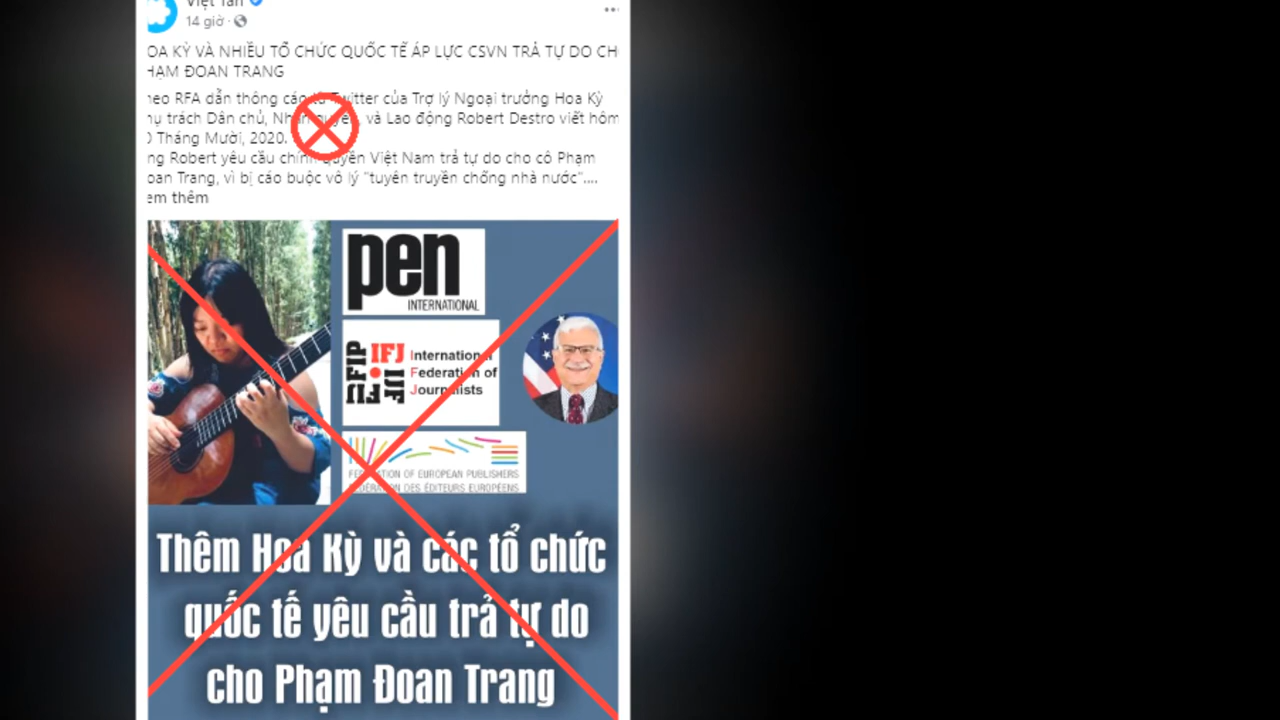 Việt Tân
14 giờ
OA KỲ VÀ NHIỀU TỔ CHỨC QUỐC TẾ ÁP LỰC CSVN TRẢ TỰ DO CH
HẠM ĐOAN TRANG
heo RFA dẫn thông cáo từ Twitter của Trợ lý Ngoại trưởng Hoa Kỳ
hụ trách Dân chủ, Nhân quyền, và Lao động Robert Destro viết hôm
0 Tháng Mười, 2020.
ng Robert yêu cầu chính quyền Việt Nam trả tự do cho cô Phạm
oan Trang, vì bị cáo buộc vô lý "tuyên truyền chống nhà nước"....
em thêm
pen
INTERNATIONAL
FIP IFJ International
Federation of
Journalists
FEDERATION OF EUROPEAN PUBLISHERS
FÉDÉRATION DES ÉDITEURS EUROPÉENS
Thêm Hoa Kỳ và các tổ chức
quốc tế yêu cầu trả tự do
cho Phạm Đoan Trang